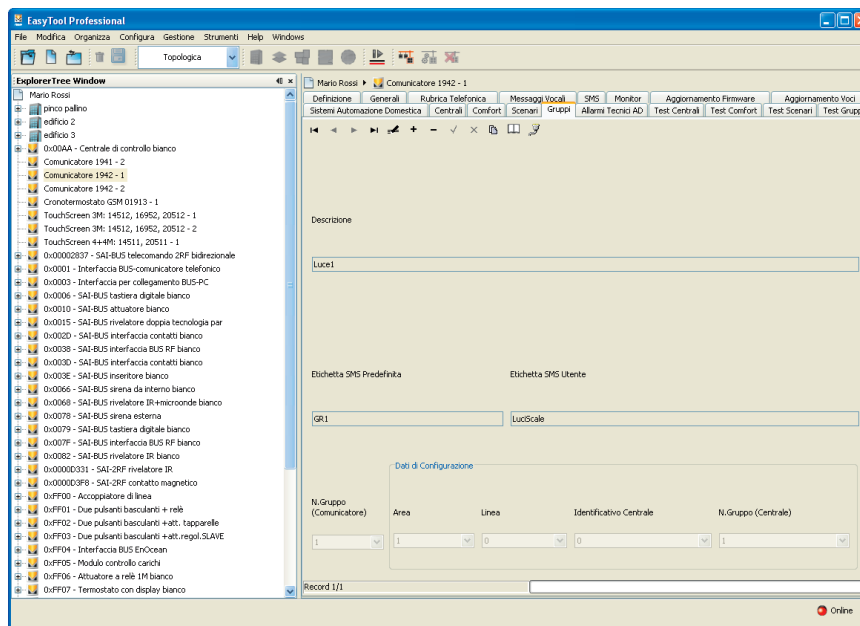 EasyTool Professional
File Modifica Organizza Configura Gestione Strumenti Help Windows
Topologica
ExplorerTree Window
Mario Rossi
pinco pallino
edificio 2
edificio 3
0x00AA - Centrale di controllo bianco
Comunicatore 1941 - 2
Comunicatore 1942 - 1
Comunicatore 1942 - 2
Cronotermostato GSM 01913 - 1
TouchScreen 3M: 14512, 16952, 20512 - 1
TouchScreen 3M: 14512, 16952, 20512 - 2
TouchScreen 4+4M: 14511, 20511 - 1
0x00002837 - SAI-BUS telecomando 2RF bidirezionale
0x0001 - Interfaccia BUS-comunicatore telefonico
0x0003 - Interfaccia per collegamento BUS-PC
0x0006 - SAI-BUS tastiera digitale bianco
0x0010 - SAI-BUS attuatore bianco
0x0015 - SAI-BUS rivelatore doppia tecnologia par
0x002D - SAI-BUS interfaccia contatti bianco
0x0038 - SAI-BUS interfaccia BUS RF bianco
0x003D - SAI-BUS interfaccia contatti bianco
0x003E - SAI-BUS inseritore bianco
0x0066 - SAI-BUS sirena da interno bianco
0x0068 - SAI-BUS rivelatore IR+microonde bianco
0x0078 - SAI-BUS sirena esterna
0x0079 - SAI-BUS tastiera digitale bianco
0x007F - SAI-BUS interfaccia BUS RF bianco
0x0082 - SAI-BUS rivelatore IR bianco
0x0000D331 - SAI-2RF rivelatore IR
0x0000D3F8 - SAI-2RF contatto magnetico
0xFF00 - Accoppiatore di linea
0xFF01 - Due pulsanti basculanti + relè
0xFF02 - Due pulsanti basculanti +att. tapparelle
0xFF03 - Due pulsanti basculanti +att.regol.SLAVE
0xFF04 - Interfaccia BUS EnOcean
0xFF05 - Modulo controllo carichi
0xFF06 - Attuatore a relè 1M bianco
0xFF07 - Termostato con display bianco
Mario Rossi Comunicatore 1942 - 1
Definizione Generali Rubrica Telefonica Messaggi Vocali SMS Monitor Aggiornamento Firmware Aggiornamento Voci
Sistemi Automazione Domestica Centrali Comfort Scenari Gruppi Allarmi Tecnici AD Test Centrali Test Comfort Test Scenari Test Grupp
Descrizione
Luce1
Etichetta SMS Predefinita Etichetta SMS Utente
GR1 LuciScale
Dati di Configurazione
N.Gruppo
(Comunicatore) Area Linea Identificativo Centrale N.Gruppo (Centrale)
1 1 0 0 1
Record 1/1
Online